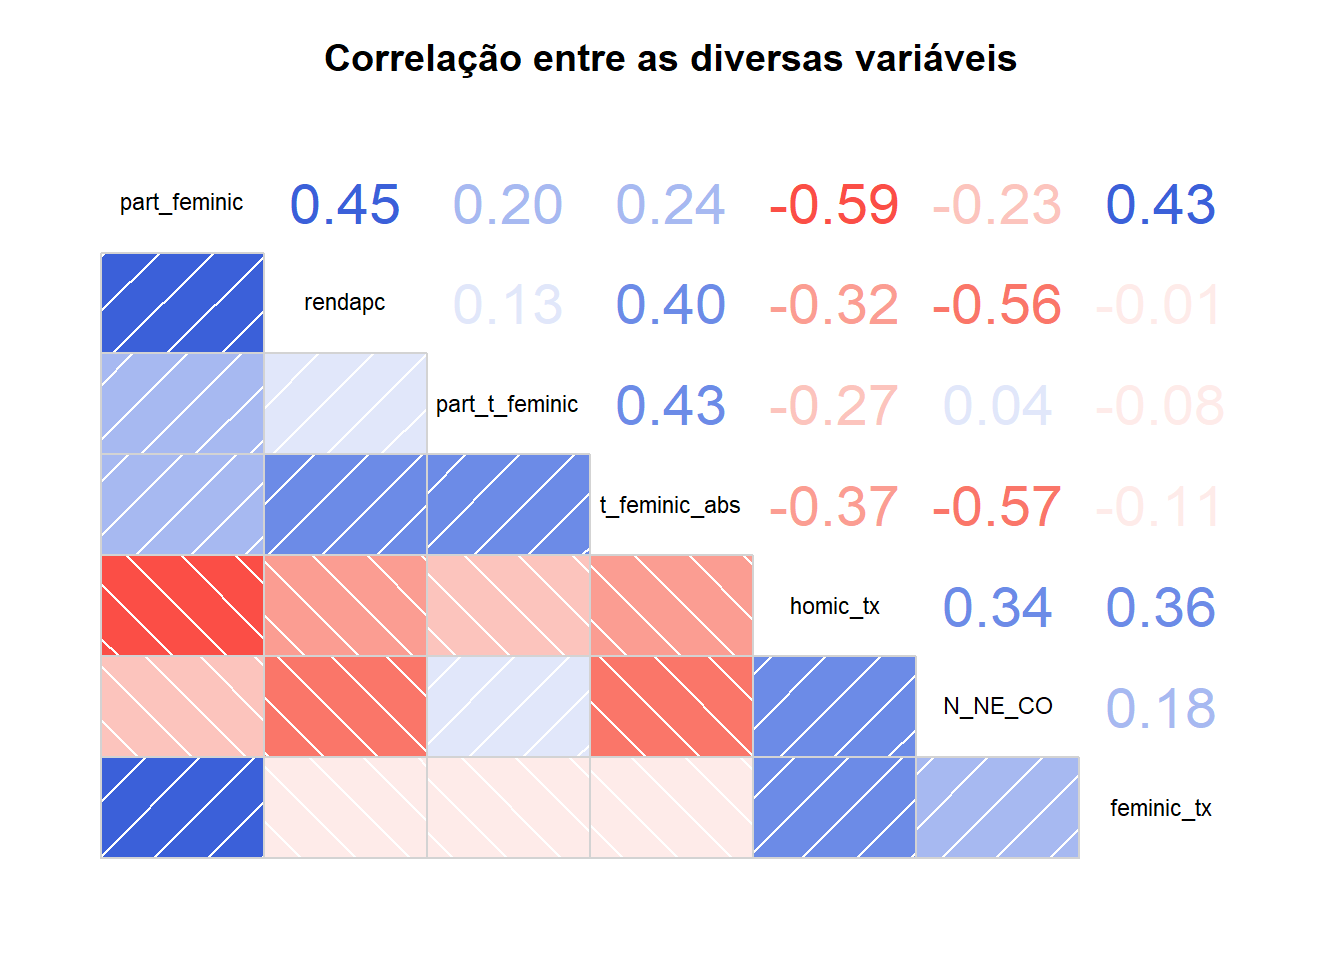 Correlação entre as diversas variáveis
part_feminic 0.45 0.20 0.24 -0.59 -0.23 0.43
rendapc 0.13 0.40 -0.32 -0.56 -0.01
part_t_feminic 0.43 -0.27 0.04 -0.08
t_feminic_abs -0.37 -0.57 -0.11
homic_tx 0.34 0.36
N_NE_CO 0.18
feminic_tx